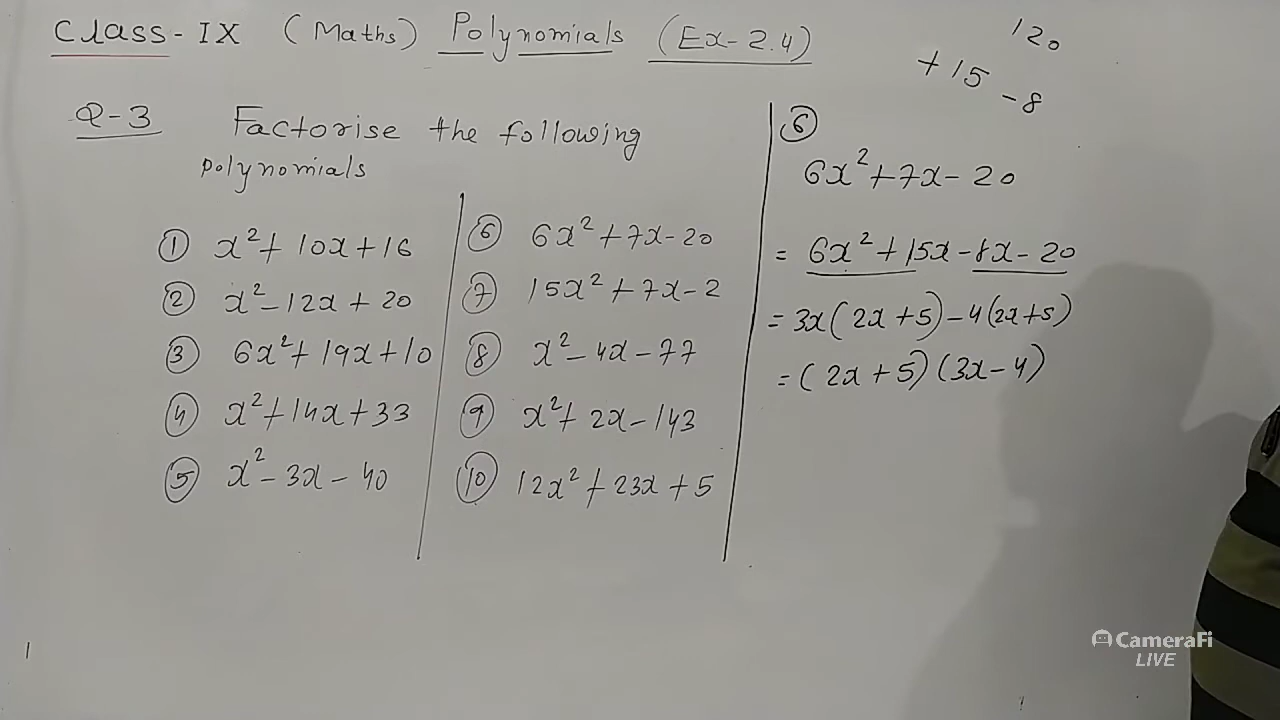 Class-IX (Maths) Polynomials (Ex-2.4)
Q-3 Factorise the following
polynomials
① x²+10x+16
② x²-12x+20
③ 6x²+19x+10
④ x²+14x+33
⑤ x²-3x-40
⑥ 6x²+7x-20
⑦ 15x²+7x-2
⑧ x²-4x-77
⑨ x²+2x-143
⑩ 12x²+23x+5
120
+15 -8
⑥
6x²+7x-20
= 6x²+15x-8x-20
= 3x(2x+5)-4(2x+5)
= (2x+5)(3x-4)
CameraFi
LIVE